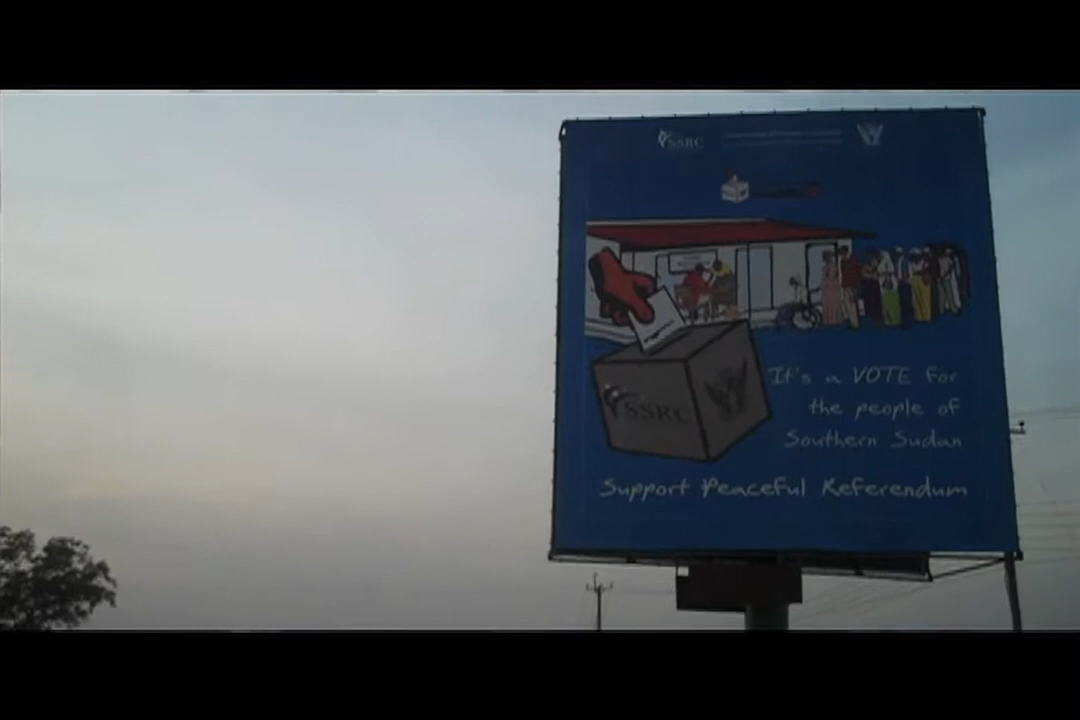 SSRC
It's a VOTE for
the people of
SSRC
Southern Sudan
Support Peaceful Referendum